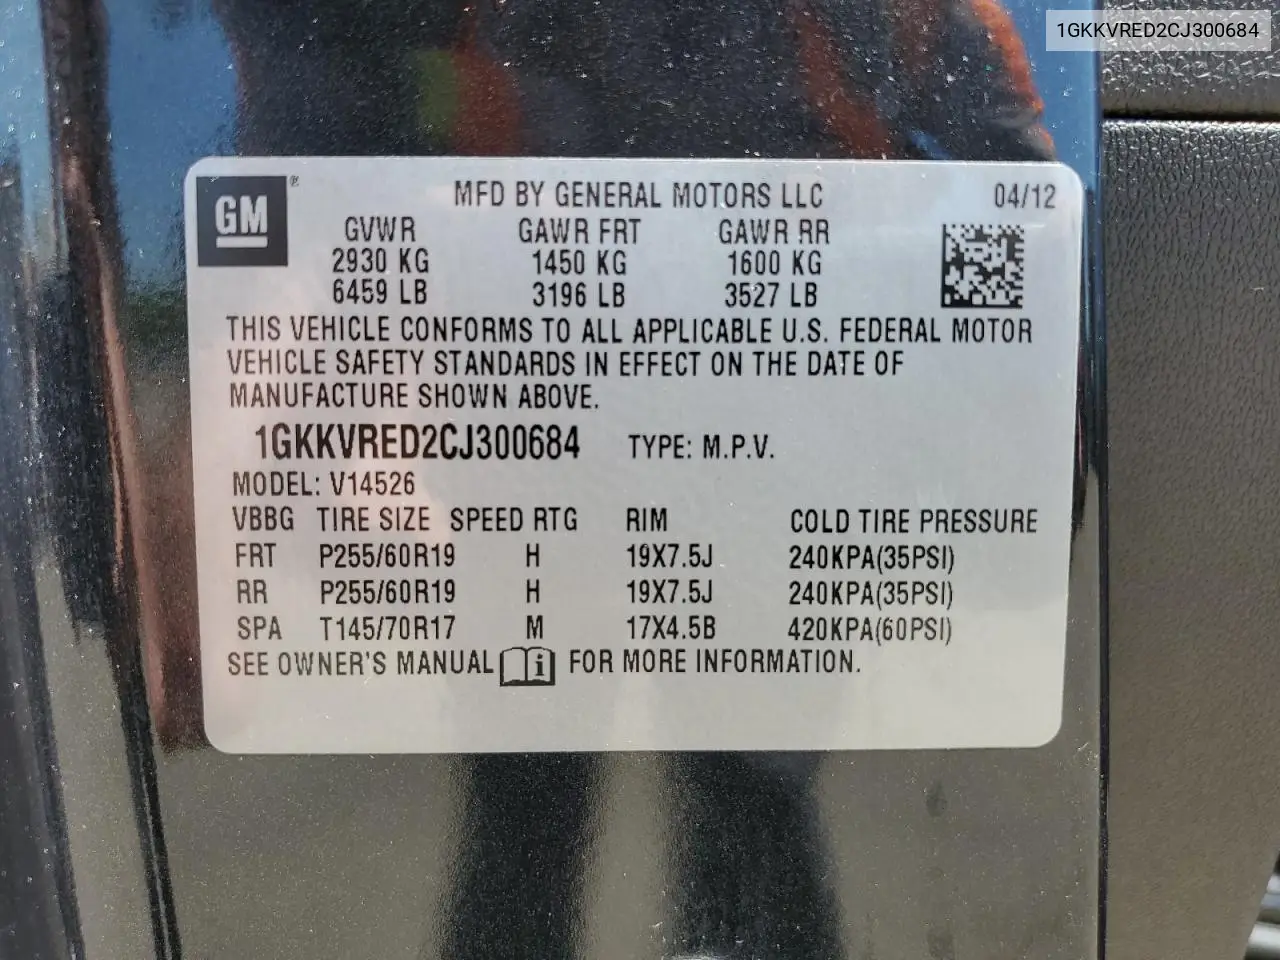 1GKKVRED2CJ300684
GM ®
MFD BY GENERAL MOTORS LLC 04/12
GVWR GAWR FRT GAWR RR
2930 KG 1450 KG 1600 KG
6459 LB 3196 LB 3527 LB
THIS VEHICLE CONFORMS TO ALL APPLICABLE U.S. FEDERAL MOTOR
VEHICLE SAFETY STANDARDS IN EFFECT ON THE DATE OF
MANUFACTURE SHOWN ABOVE.
1GKKVRED2CJ300684 TYPE: M.P.V.
MODEL: V14526
VBBG TIRE SIZE SPEED RTG RIM COLD TIRE PRESSURE
FRT P255/60R19 H 19X7.5J 240KPA(35PSI)
RR P255/60R19 H 19X7.5J 240KPA(35PSI)
SPA T145/70R17 M 17X4.5B 420KPA(60PSI)
SEE OWNER'S MANUAL i FOR MORE INFORMATION.